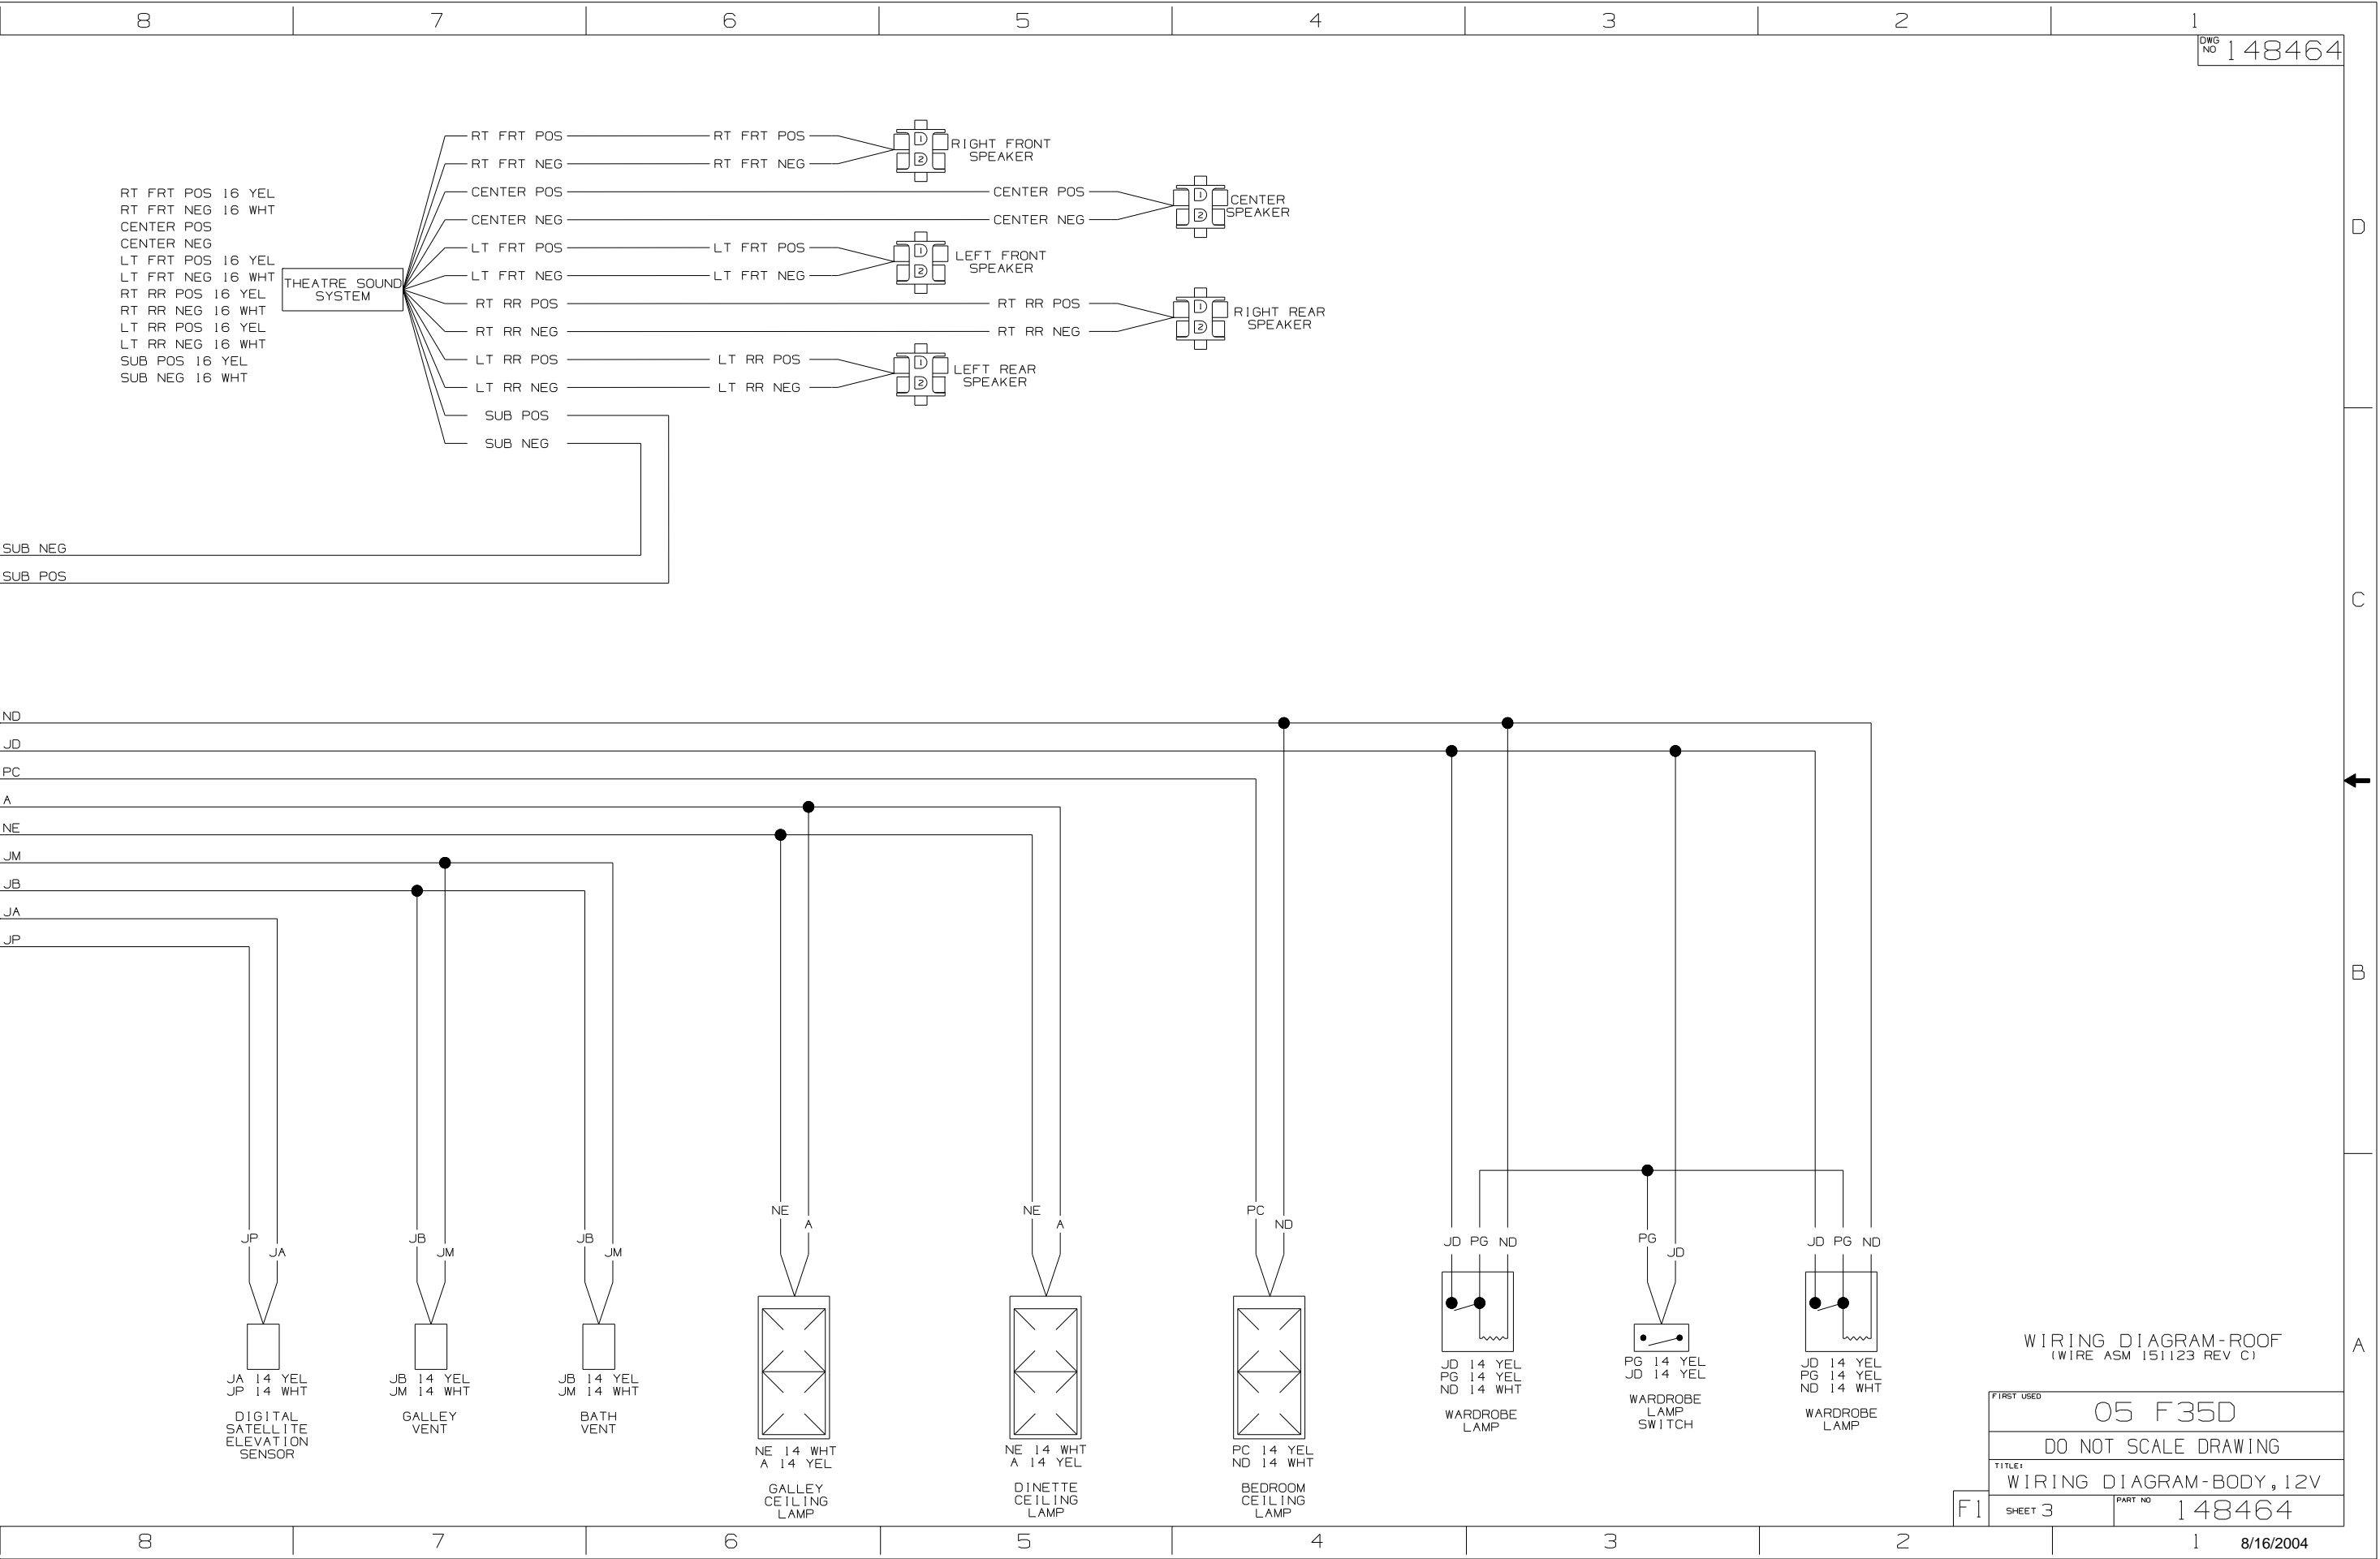 8 7 6 5 4 3 2 1
DWG NO 148464
RT FRT POS RT FRT POS
RT FRT NEG RT FRT NEG
RIGHT FRONT
SPEAKER
CENTER POS CENTER POS
CENTER NEG CENTER NEG
CENTER
SPEAKER
LT FRT POS LT FRT POS
LT FRT NEG LT FRT NEG
LEFT FRONT
SPEAKER
RT RR POS RT RR POS
RT RR NEG RT RR NEG
RIGHT REAR
SPEAKER
LT RR POS LT RR POS
LT RR NEG LT RR NEG
LEFT REAR
SPEAKER
SUB POS
SUB NEG
1
2
1
2
1
2
1
2
1
2
RT FRT POS 16 YEL
RT FRT NEG 16 WHT
CENTER POS
CENTER NEG
LT FRT POS 16 YEL
LT FRT NEG 16 WHT
RT RR POS 16 YEL
RT RR NEG 16 WHT
LT RR POS 16 YEL
LT RR NEG 16 WHT
SUB POS 16 YEL
SUB NEG 16 WHT
THEATRE SOUND
SYSTEM
D
C
B
A
SUB NEG
SUB POS
ND
JD
PC
A
NE
JM
JB
JA
JP
JP
JA
JA 14 YEL
JP 14 WHT
DIGITAL
SATELLITE
ELEVATION
SENSOR
JB
JM
JB 14 YEL
JM 14 WHT
GALLEY
VENT
JB
JM
JB 14 YEL
JM 14 WHT
BATH
VENT
NE
A
NE 14 WHT
A 14 YEL
GALLEY
CEILING
LAMP
NE
A
NE 14 WHT
A 14 YEL
DINETTE
CEILING
LAMP
PC
ND
PC 14 YEL
ND 14 WHT
BEDROOM
CEILING
LAMP
JD PG ND
JD 14 YEL
PG 14 YEL
ND 14 WHT
WARDROBE
LAMP
PG
JD
PG 14 YEL
JD 14 YEL
WARDROBE
LAMP
SWITCH
JD PG ND
JD 14 YEL
PG 14 YEL
ND 14 WHT
WARDROBE
LAMP
WIRING DIAGRAM-ROOF
(WIRE ASM 151123 REV C)
FIRST USED
05 F35D
DO NOT SCALE DRAWING
TITLE:
WIRING DIAGRAM-BODY,12V
F1 SHEET 3 PART NO 148464
8 7 6 5 4 3 2 1
8/16/2004